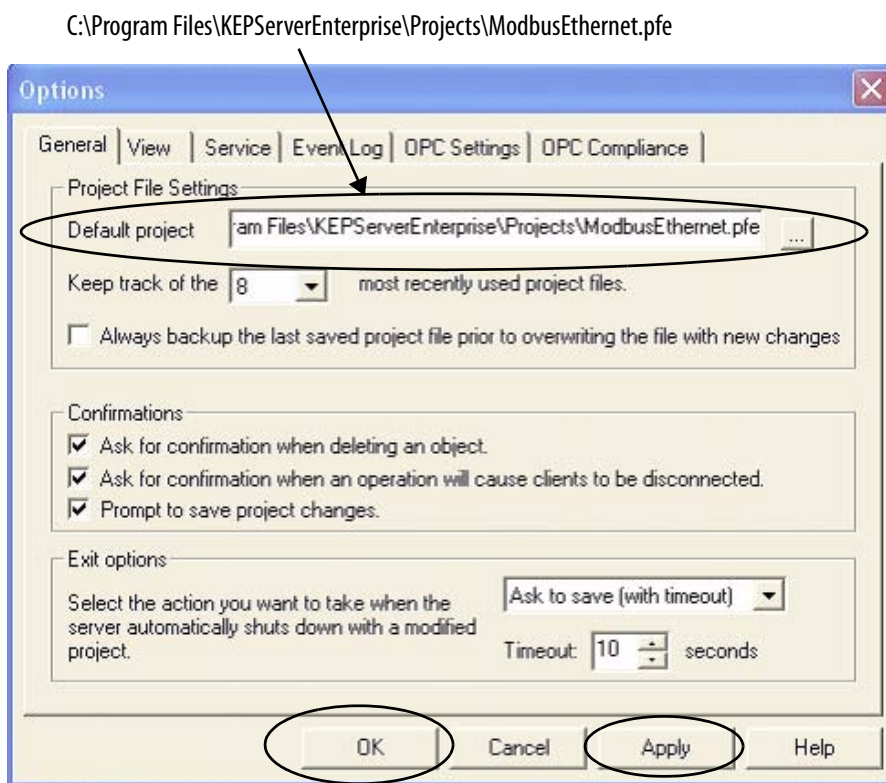 C:\Program Files\KEPServerEnterprise\Projects\ModbusEthernet.pfe
Options
General View Service Event Log OPC Settings OPC Compliance
Project File Settings
Default project ram Files\KEPServerEnterprise\Projects\ModbusEthernet.pfe ...
Keep track of the 8 most recently used project files.
Always backup the last saved project file prior to overwriting the file with new changes
Confirmations
Ask for confirmation when deleting an object.
Ask for confirmation when an operation will cause clients to be disconnected.
Prompt to save project changes.
Exit options
Select the action you want to take when the
server automatically shuts down with a modified
project.
Ask to save (with timeout)
Timeout: 10 seconds
OK Cancel Apply Help